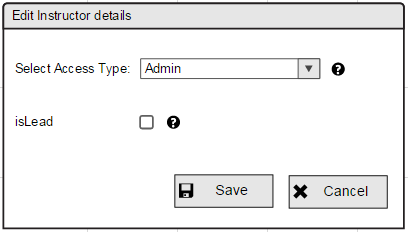 Edit Instructor details
Select Access Type: Admin
isLead
Save Cancel